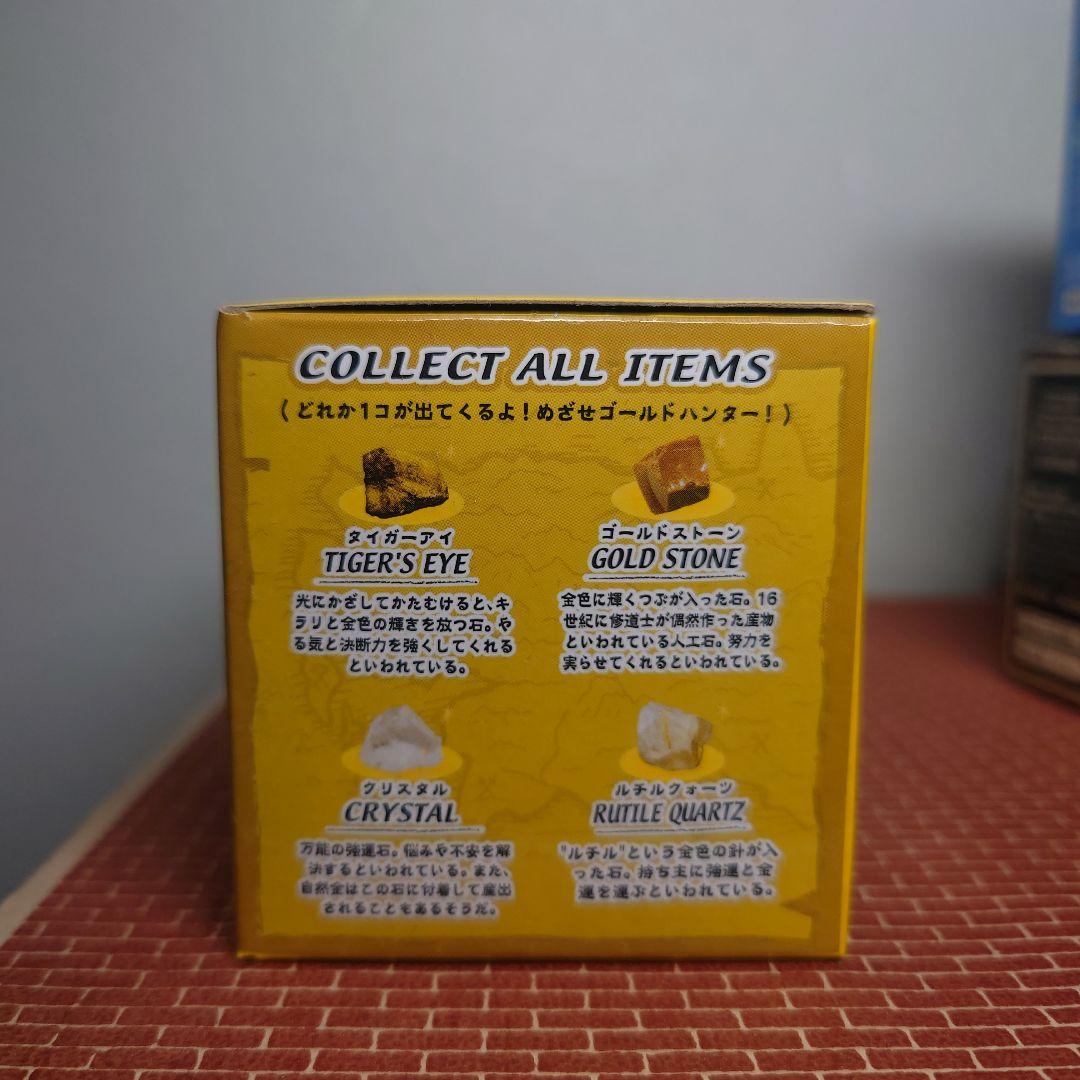 COLLECT ALL ITEMS
(どれか1コが出てくるよ!めざせゴールドハンター!)
タイガーアイ
TIGER'S EYE
光にかざしてかたむけると、キ
ラリと金色の輝きを放つ石。や
る気と決断力を強くしてくれる
といわれている。
ゴールドストーン
GOLD STONE
金色に輝くつぶが入った石。16
世紀に修道士が偶然作った産物
といわれている人工石。努力を
実らせてくれるといわれている。
クリスタル
CRYSTAL
万能の強運石。悩みや不安を解
決するといわれている。また、
自然金はこの石に付着して産出
されることもあるそうだ。
ルチルクォーツ
RUTILE QUARTZ
"ルチル"という金色の針が入
った石。持ち主に強運と金
運を運ぶといわれている。